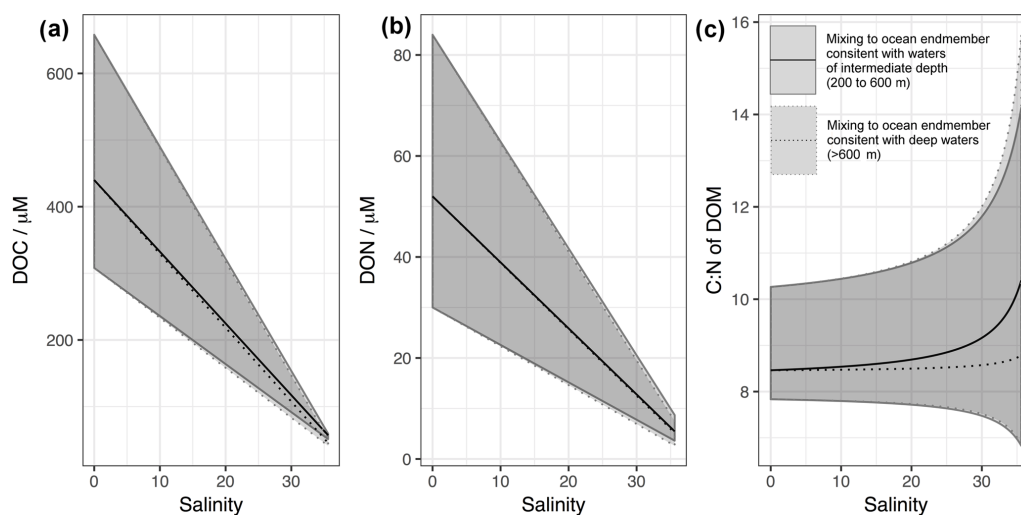 (a)
600
400
200
DOC / μM
0
10
20
30
Salinity
(b)
80
60
40
20
0
DON / μM
0
10
20
30
Salinity
(c)
16
14
12
10
8
C:N of DOM
Mixing to ocean endmember
consitent with waters
of intermediate depth
(200 to 600 m)
Mixing to ocean endmember
consitent with deep waters
(>600 m)
0
10
20
30
Salinity